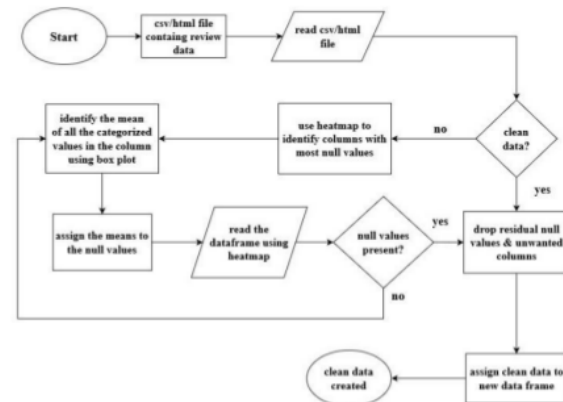 Start
csv/html file
containg review
data
read csv/html
file
identify the mean
of all the categorized
values in the column
using box plot
use heatmap to
identify columns with
most null values
no
clean
data?
yes
assign the means to
the null values
read the
dataframe using
heatmap
null values
present?
yes
no
drop residual null
values & unwanted
columns
clean data
created
assign clean data to
new data frame